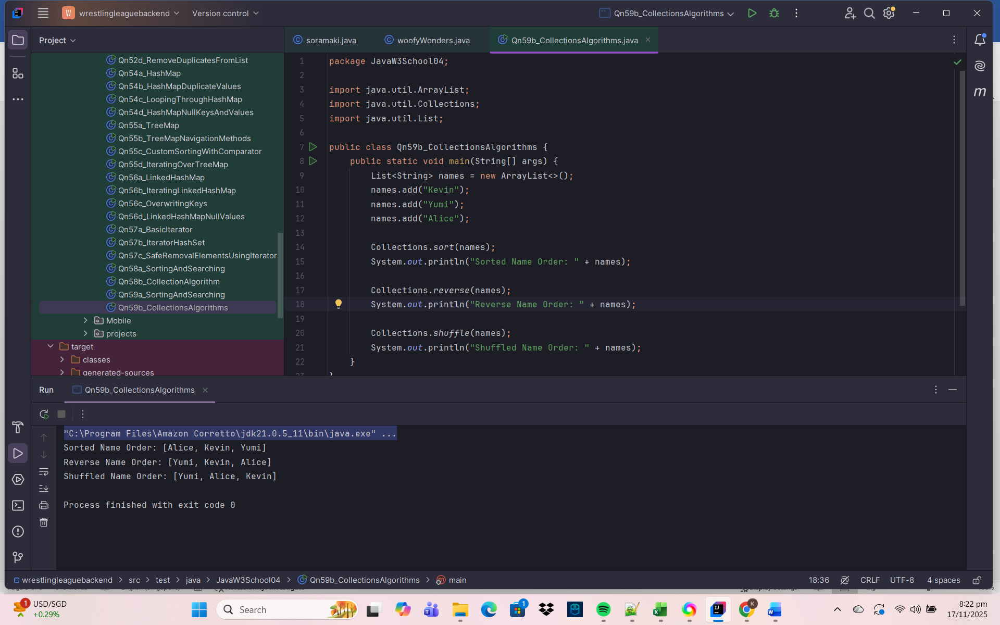 wrestlingleaguebackend
Version control
Qn59b_CollectionsAlgorithms
Project
soramaki.java
woofyWonders.java
Qn59b_CollectionsAlgorithms.java
Qn52d_RemoveDuplicatesFromList
Qn54a_HashMap
Qn54b_HashMapDuplicateValues
Qn54c_LoopingThroughHashMap
Qn54d_HashMapNullKeysAndValues
Qn55a_TreeMap
Qn55b_TreeMapNavigationMethods
Qn55c_CustomSortingWithComparator
Qn55d_IteratingOverTreeMap
Qn56a_LinkedHashMap
Qn56b_IteratingLinkedHashMap
Qn56c_OverwritingKeys
Qn56d_LinkedHashMapNullValues
Qn57a_BasicIterator
Qn57b_IteratorHashSet
Qn57c_SafeRemovalElementsUsingIterator
Qn58a_SortingAndSearching
Qn58b_CollectionAlgorithm
Qn59a_SortingAndSearching
Qn59b_CollectionsAlgorithms
Mobile
projects
target
classes
generated-sources
1 package JavaW3School04;
2
3 import java.util.ArrayList;
4 import java.util.Collections;
5 import java.util.List;
6
7 public class Qn59b_CollectionsAlgorithms {
8 public static void main(String[] args) {
9 List<String> names = new ArrayList<>();
10 names.add("Kevin");
11 names.add("Yumi");
12 names.add("Alice");
13
14 Collections.sort(names);
15 System.out.println("Sorted Name Order: " + names);
16
17 Collections.reverse(names);
18 System.out.println("Reverse Name Order: " + names);
19
20 Collections.shuffle(names);
21 System.out.println("Shuffled Name Order: " + names);
22 }
23 }
Run
Qn59b_CollectionsAlgorithms
"C:\Program Files\Amazon Corretto\jdk21.0.5_11\bin\java.exe" ...
Sorted Name Order: [Alice, Kevin, Yumi]
Reverse Name Order: [Yumi, Kevin, Alice]
Shuffled Name Order: [Yumi, Alice, Kevin]
Process finished with exit code 0
wrestlingleaguebackend > src > test > java > JavaW3School04 > Qn59b_CollectionsAlgorithms > main
18:36 CRLF UTF-8 4 spaces
USD/SGD
+0.29%
Search
8:22 pm
17/11/2025